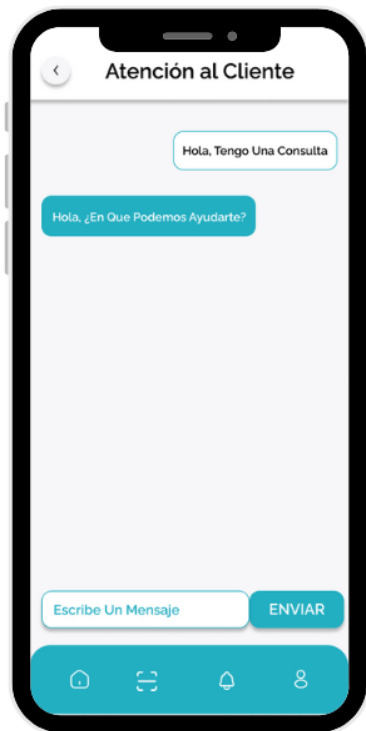 Atención al Cliente
Hola, Tengo Una Consulta
Hola, ¿En Que Podemos Ayudarte?
Escribe Un Mensaje
ENVIAR